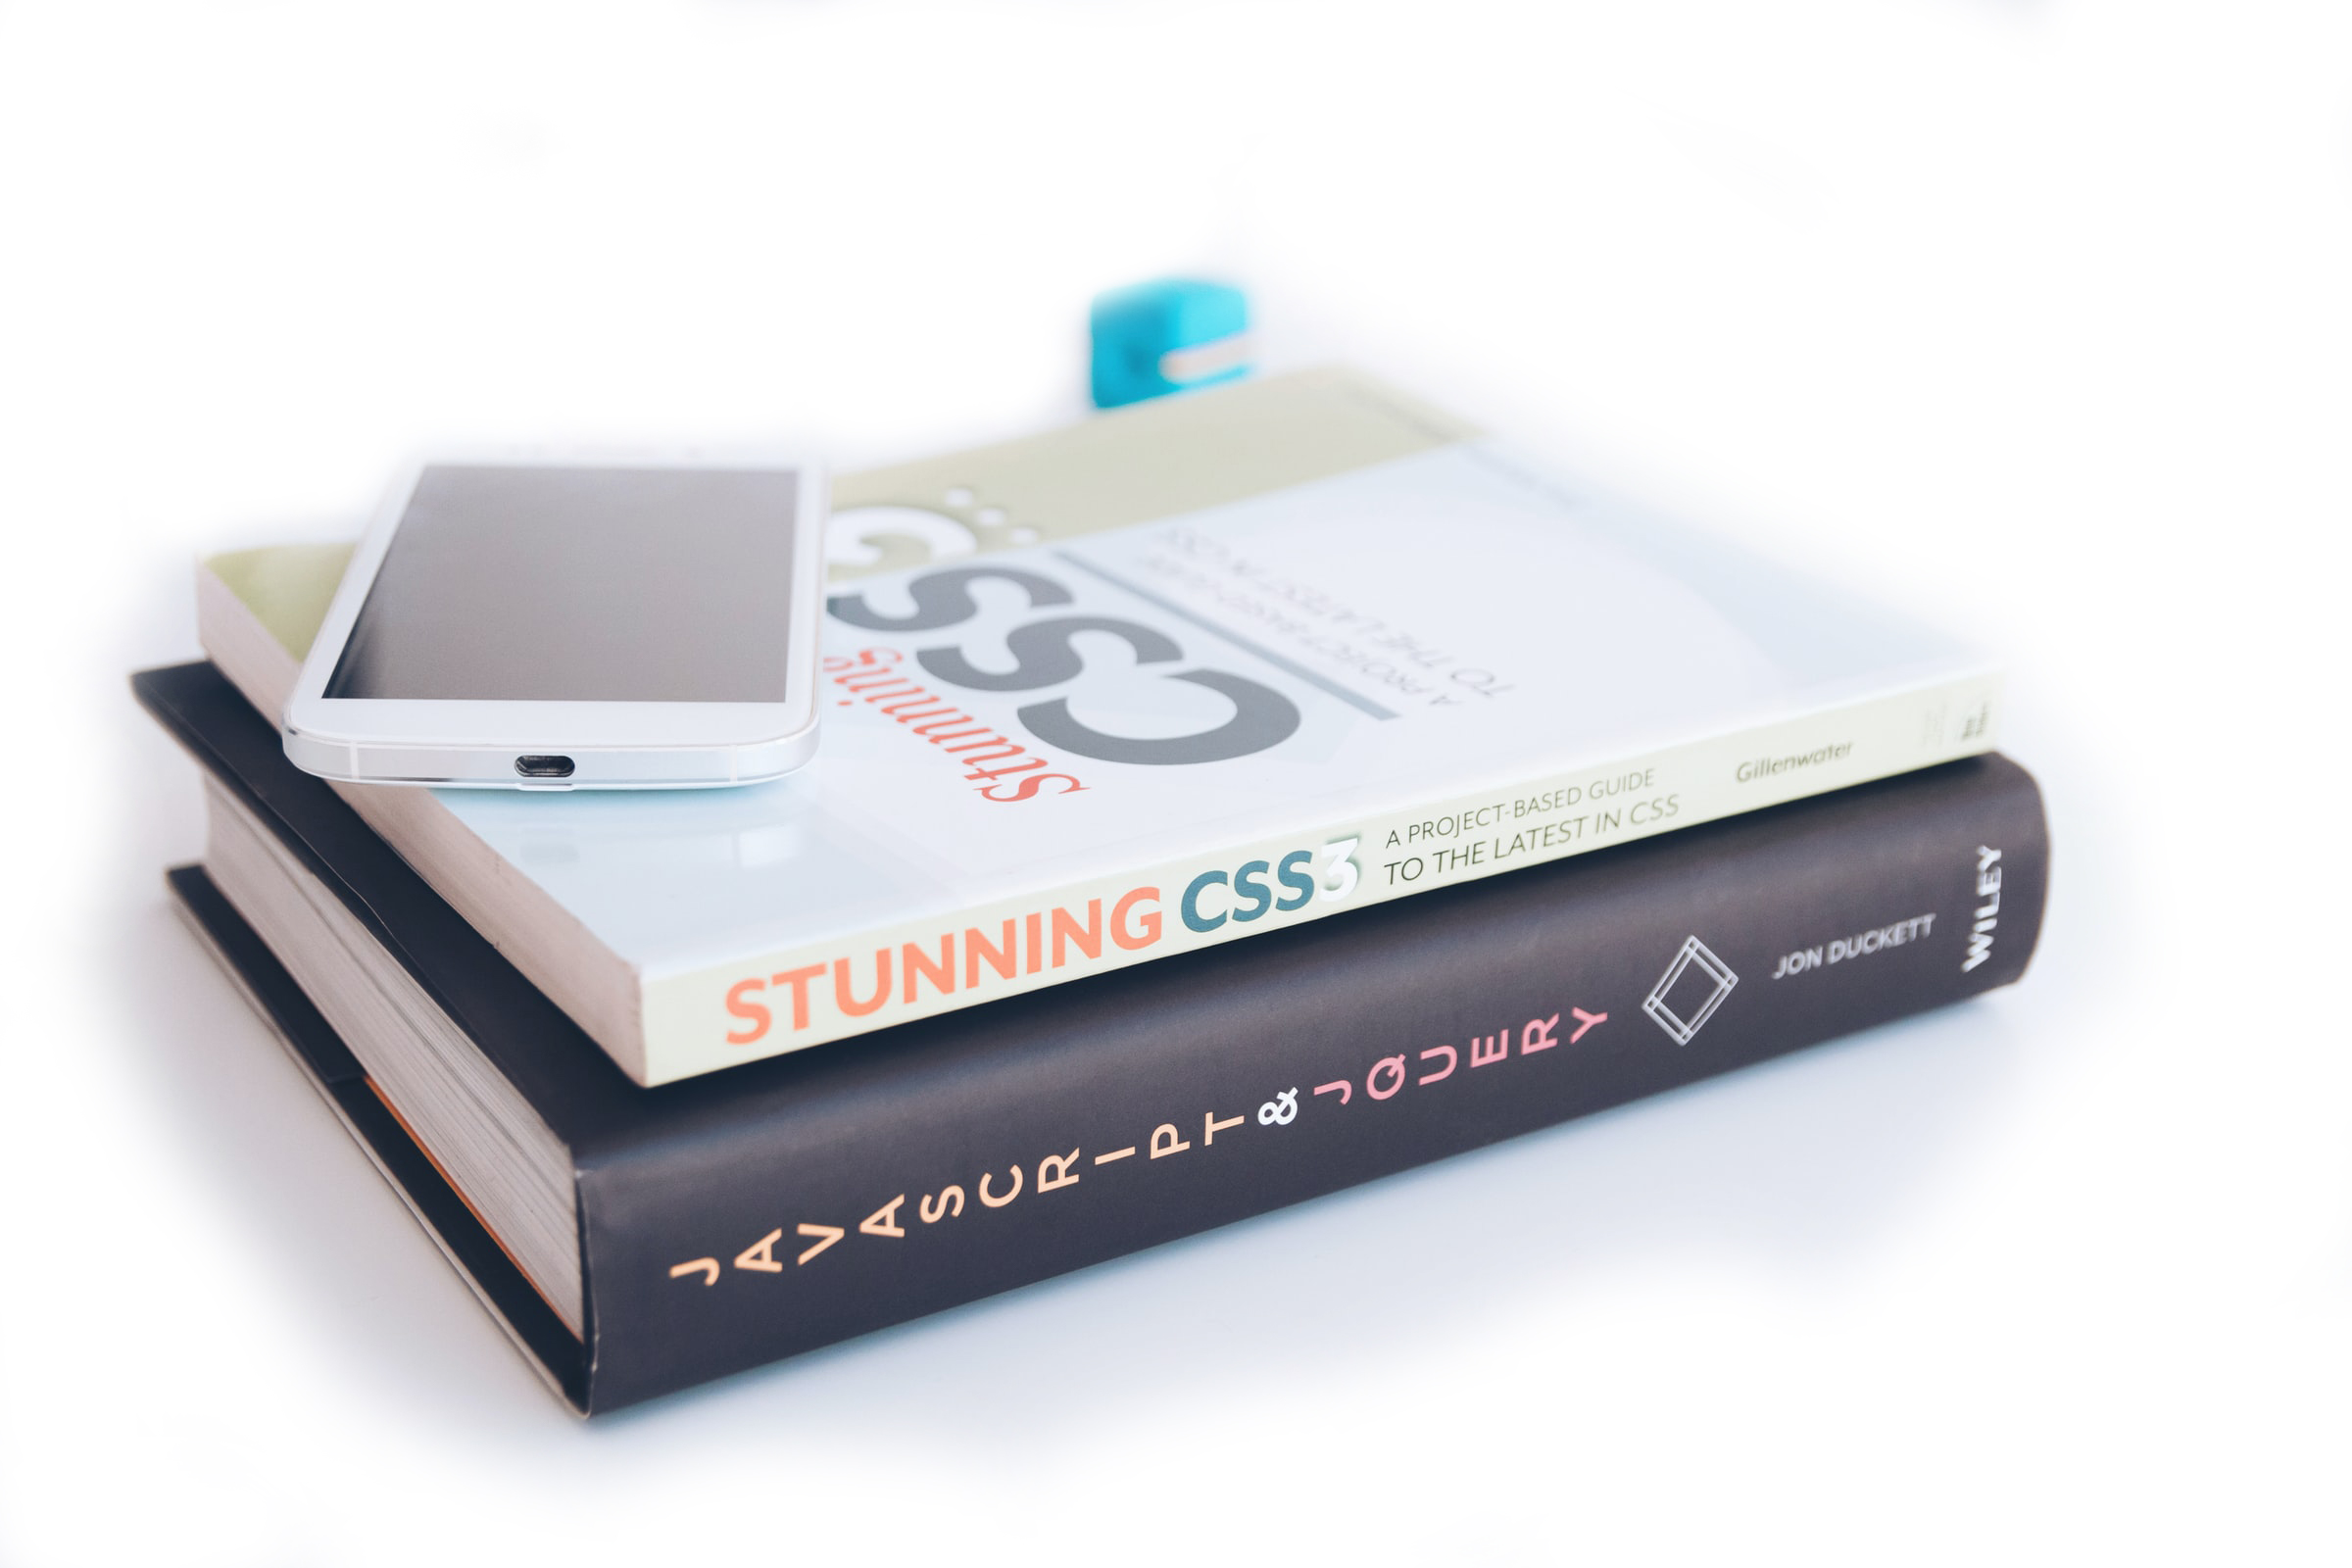 Stunning
CSS3
A PROJECT-BASED GUIDE
TO THE LATEST IN CSS
STUNNING CSS3
A PROJECT-BASED GUIDE
TO THE LATEST IN CSS
Gillenwater
JAVASCRIPT & JQUERY
JON DUCKETT
WILEY